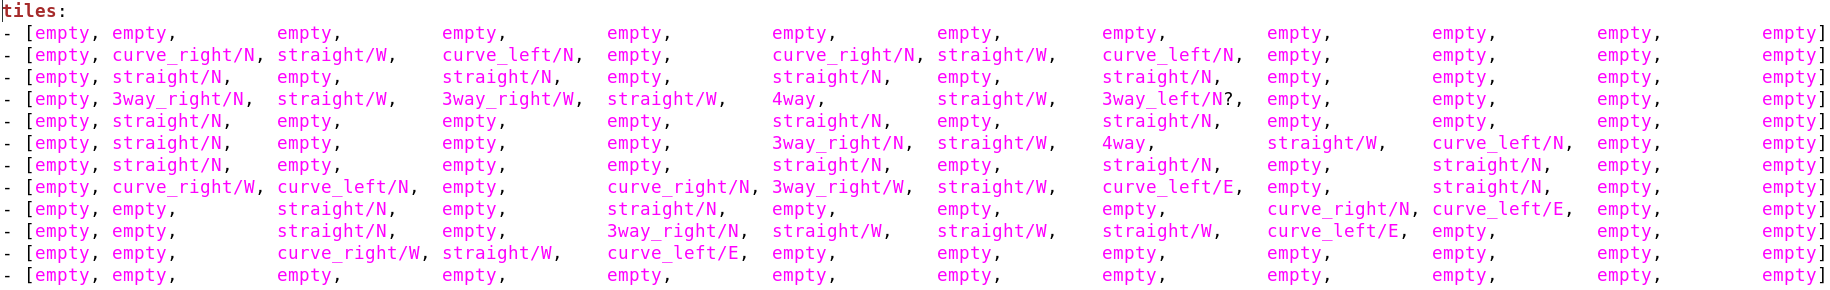 tiles:
- [empty, empty,         empty,         empty,         empty,         empty,         empty,         empty,         empty,         empty,         empty,         empty]
- [empty, curve_right/N, straight/W,    curve_left/N,  empty,         curve_right/N, straight/W,    curve_left/N,  empty,         empty,         empty,         empty]
- [empty, straight/N,    empty,         straight/N,    empty,         straight/N,    empty,         straight/N,    empty,         empty,         empty,         empty]
- [empty, 3way_right/N,  straight/W,    3way_right/W,  straight/W,    4way,          straight/W,    3way_left/N?,  empty,         empty,         empty,         empty]
- [empty, straight/N,    empty,         empty,         empty,         straight/N,    empty,         straight/N,    empty,         empty,         empty,         empty]
- [empty, straight/N,    empty,         empty,         empty,         3way_right/N,  straight/W,    4way,          straight/W,    curve_left/N,  empty,         empty]
- [empty, straight/N,    empty,         empty,         empty,         straight/N,    empty,         straight/N,    empty,         straight/N,    empty,         empty]
- [empty, curve_right/W, curve_left/N,  empty,         curve_right/N, 3way_right/W,  straight/W,    curve_left/E,  empty,         straight/N,    empty,         empty]
- [empty, empty,         straight/N,    empty,         straight/N,    empty,         empty,         empty,         curve_right/N, curve_left/E,  empty,         empty]
- [empty, empty,         straight/N,    empty,         3way_right/N,  straight/W,    straight/W,    straight/W,    curve_left/E,  empty,         empty,         empty]
- [empty, empty,         curve_right/W, straight/W,    curve_left/E,  empty,         empty,         empty,         empty,         empty,         empty,         empty]
- [empty, empty,         empty,         empty,         empty,         empty,         empty,         empty,         empty,         empty,         empty,         empty]